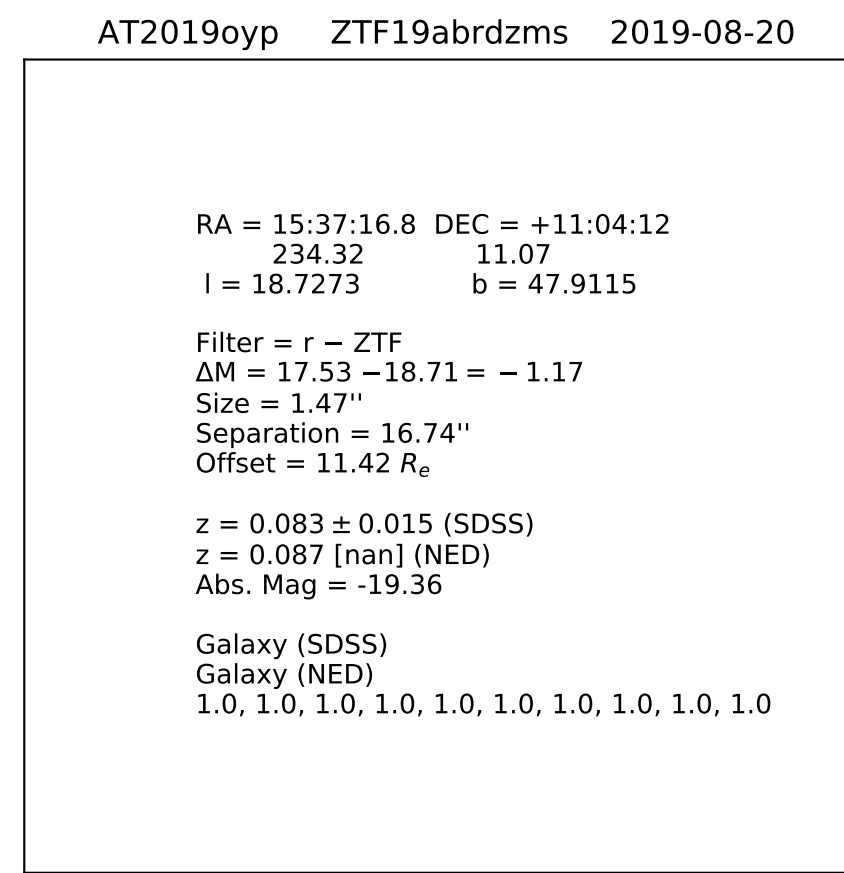 AT2019oyp ZTF19abrdzms 2019-08-20
RA = 15:37:16.8 DEC = +11:04:12
234.32 11.07
l = 18.7273 b = 47.9115
Filter = r − ZTF
ΔM = 17.53 −18.71 = − 1.17
Size = 1.47''
Separation = 16.74''
Offset = 11.42 Rₑ
z = 0.083 ± 0.015 (SDSS)
z = 0.087 [nan] (NED)
Abs. Mag = -19.36
Galaxy (SDSS)
Galaxy (NED)
1.0, 1.0, 1.0, 1.0, 1.0, 1.0, 1.0, 1.0, 1.0, 1.0